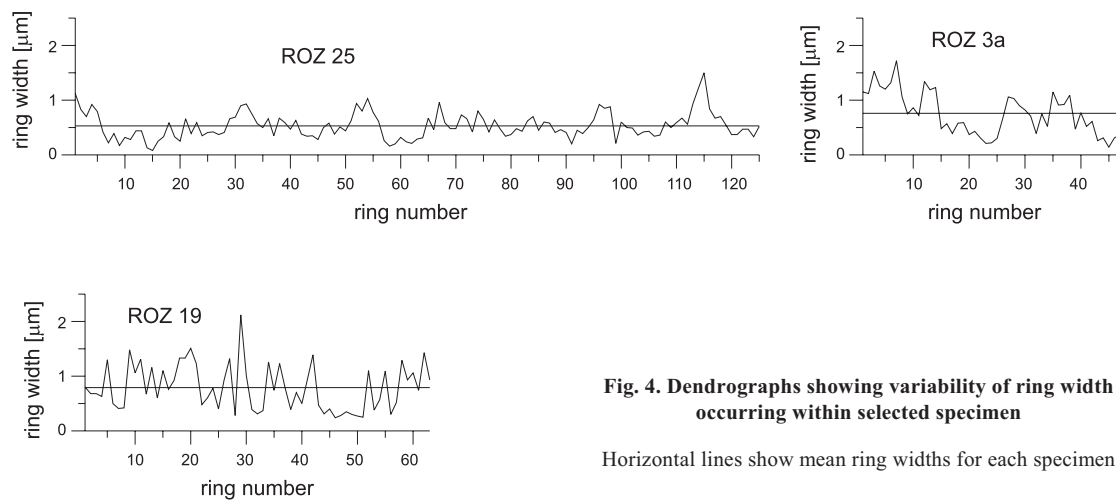 ring width [μm]
2
1
0
ROZ 25
10 20 30 40 50 60 70 80 90 100 110 120
ring number
ring width [μm]
2
1
0
ROZ 3a
10 20 30 40
ring number
ring width [μm]
2
1
0
ROZ 19
10 20 30 40 50 60
ring number
Fig. 4. Dendrographs showing variability of ring width
occurring within selected specimen
Horizontal lines show mean ring widths for each specimen